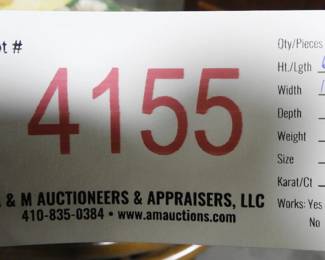 ot #
4155
& M AUCTIONEERS & APPRAISERS, LLC
410-835-0384 • www.amauctions.com
Qty/Pieces
Ht./Lgth
Width
Depth
Weight
Size
Karat/Ct
Works: Yes
No